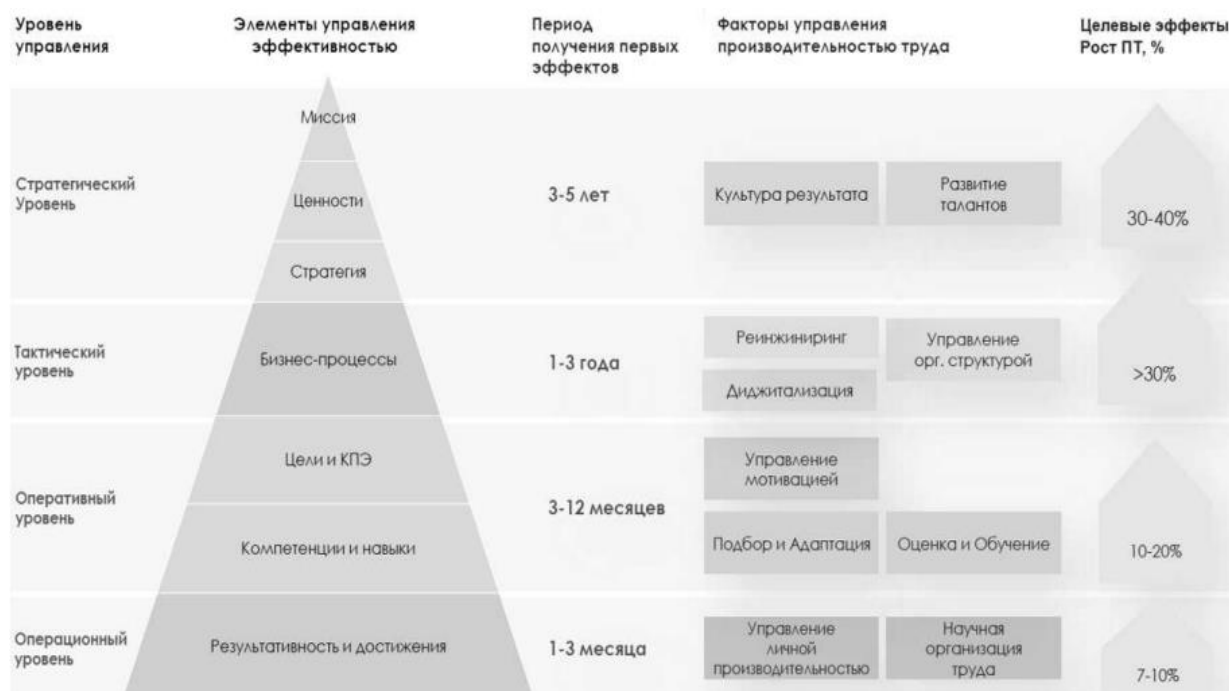 Уровень
управления
Элементы управления
эффективностью
Период
получения первых
эффектов
Факторы управления
производительностью труда
Целевые эффекты
Рост ПТ, %
Стратегический
Уровень
Миссия
Ценности
Стратегия
3-5 лет
Культура результата
Развитие
талантов
30-40%
Тактический
уровень
Бизнес-процессы
1-3 года
Реинжиниринг
Диджитализация
Управление
орг. структурой
>30%
Оперативный
уровень
Цели и КПЭ
Компетенции и навыки
3-12 месяцев
Управление
мотивацией
Подбор и Адаптация
Оценка и Обучение
10-20%
Операционный
уровень
Результативность и достижения
1-3 месяца
Управление
личной
производительностью
Научная
организация
труда
7-10%